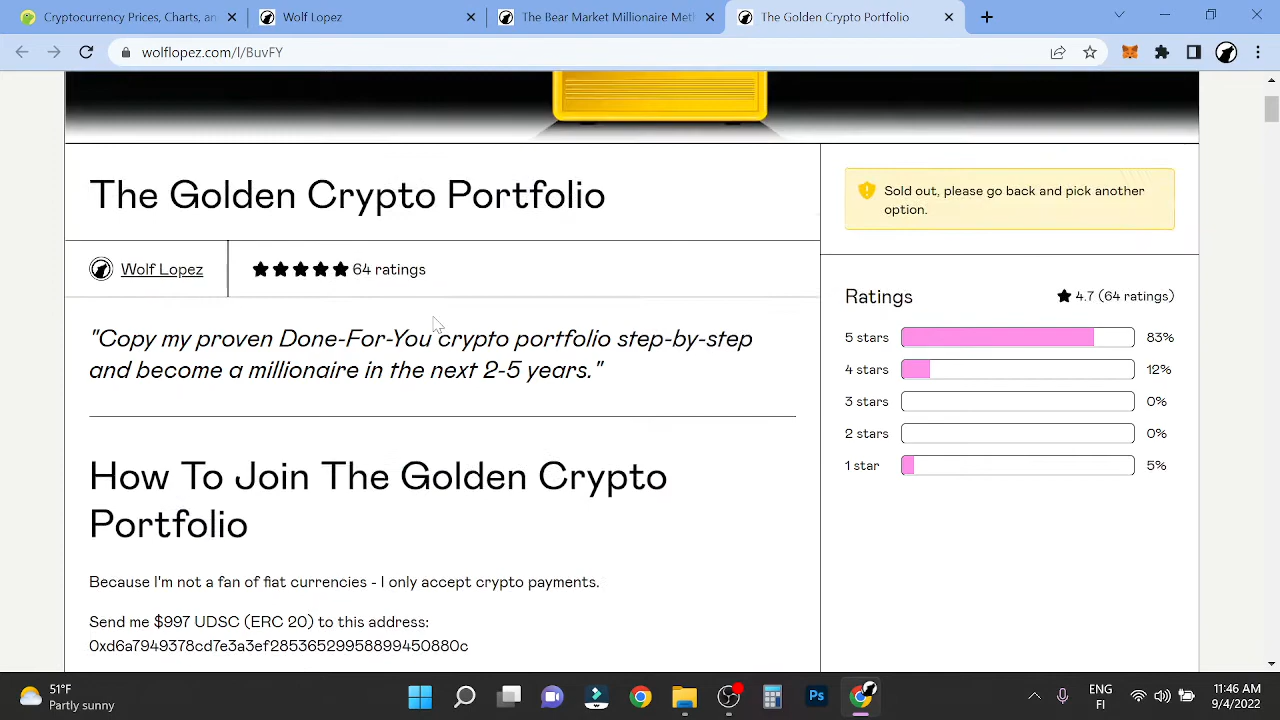 Cryptocurrency Prices, Charts, an
Wolf Lopez
The Bear Market Millionaire Met
The Golden Crypto Portfolio
wolflopez.com/l/BuvFY
The Golden Crypto Portfolio
Sold out, please go back and pick another
option.
Wolf Lopez
64 ratings
Ratings
4.7 (64 ratings)
"Copy my proven Done-For-You crypto portfolio step-by-step
and become a millionaire in the next 2-5 years."
5 stars
83%
4 stars
12%
3 stars
0%
2 stars
0%
1 star
5%
How To Join The Golden Crypto
Portfolio
Because I'm not a fan of fiat currencies - I only accept crypto payments.
Send me $997 UDSC (ERC 20) to this address:
0xd6a7949378cd7e3a3ef28536529958899450880c
51°F
Partly sunny
Ps
ENG
FI
11:46 AM
9/4/2022